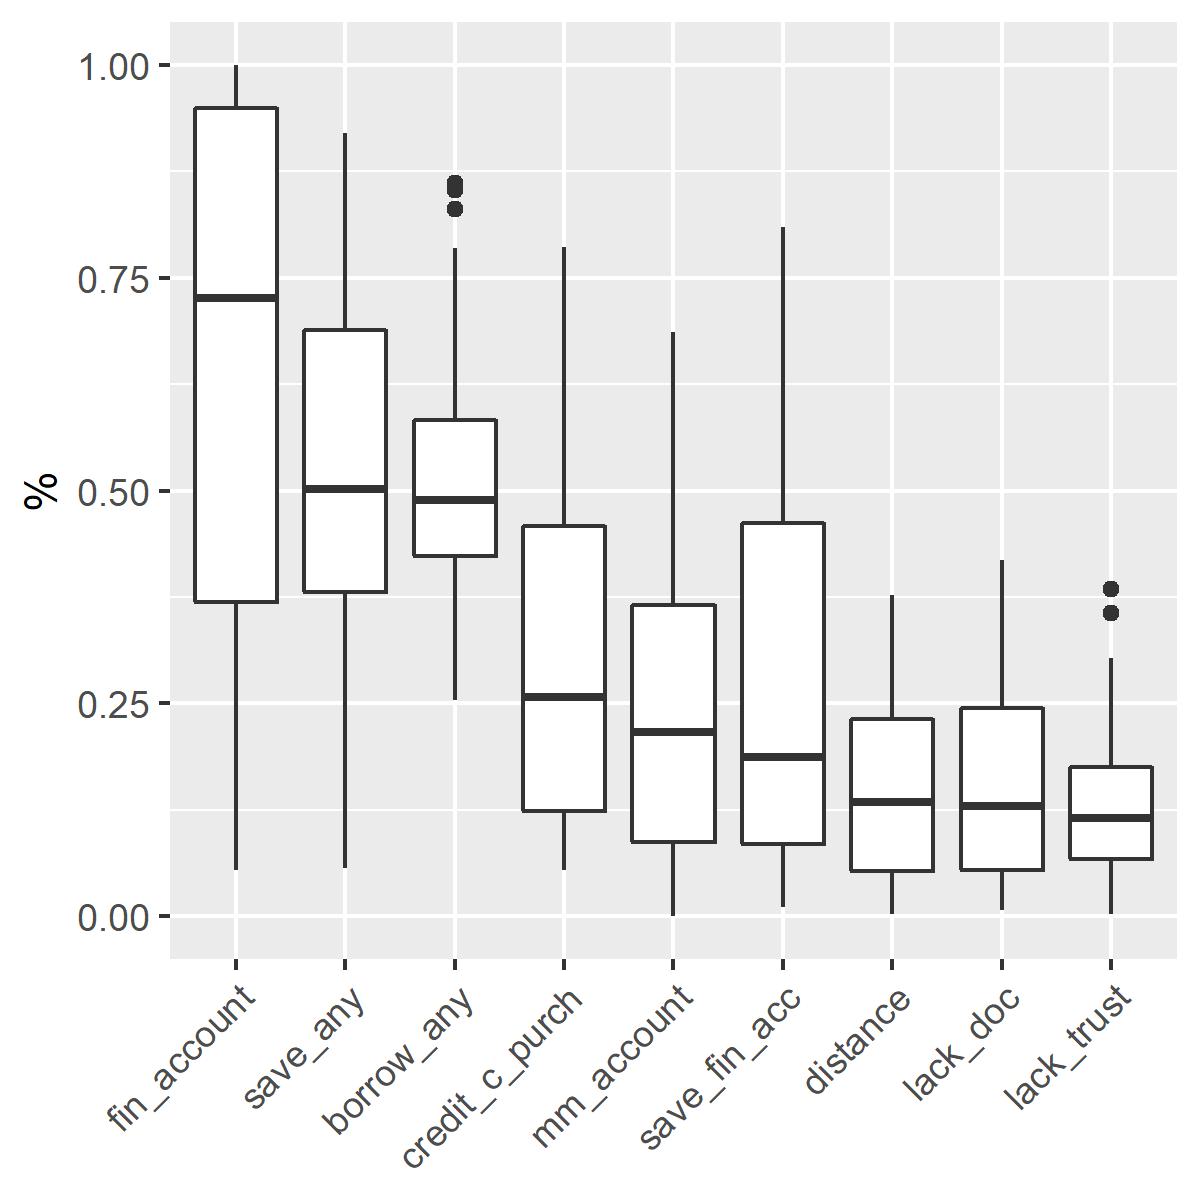 %
1.00
0.75
0.50
0.25
0.00
fin_account
save_any
borrow_any
credit_c_purch
mm_account
save_fin_acc
distance
lack_doc
lack_trust